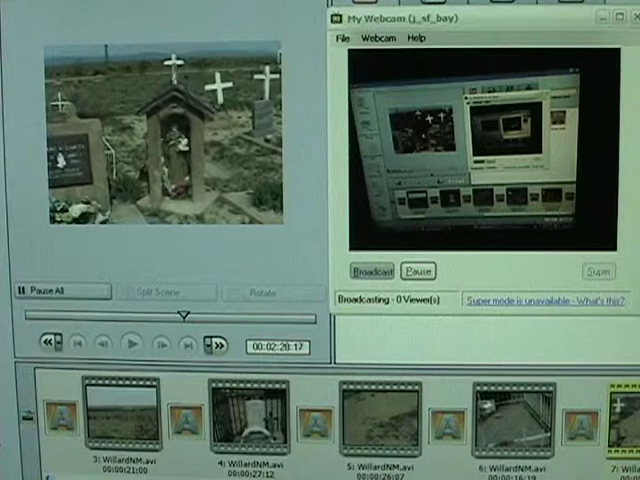 My Webcam (j_sf_bay)
File Webcam Help
Pause All
Split Scene
Rotate
00:02:28:17
Broadcast Pause Super
Broadcasting - 0 Viewer(s)
Super mode is unavailable - What's this?
A A A A A
3: WillardNM.avi
00:00:21:00
4: WillardNM.avi
00:00:27:12
5: WillardNM.avi
00:00:26:07
6: WillardNM.avi
00:00:16:19
7: